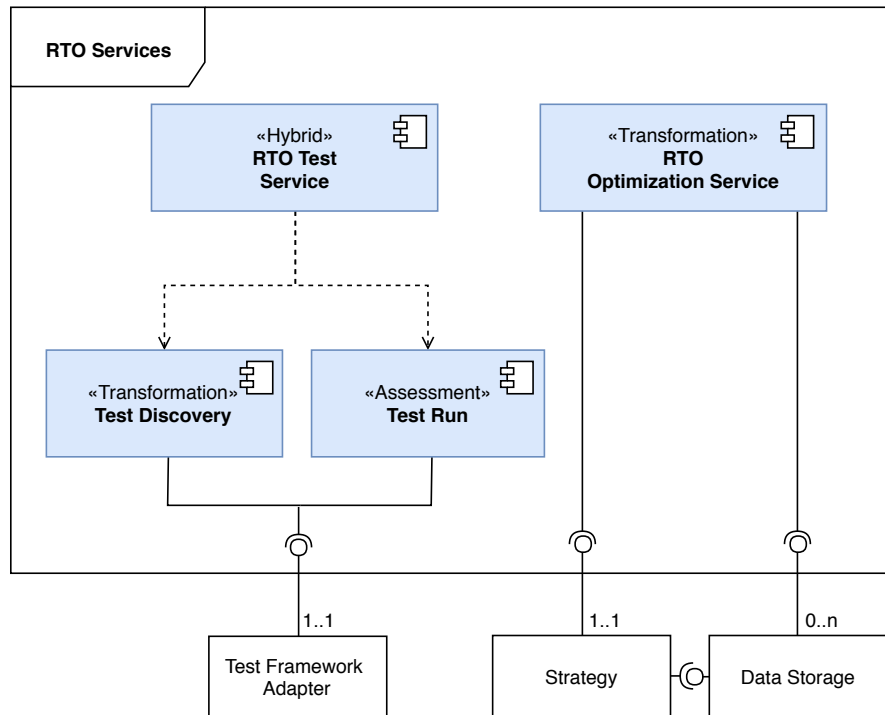 RTO Services
«Hybrid»
RTO Test
Service
«Transformation»
RTO
Optimization Service
«Transformation»
Test Discovery
«Assessment»
Test Run
1..1
1..1
0..n
Test Framework
Adapter
Strategy
Data Storage